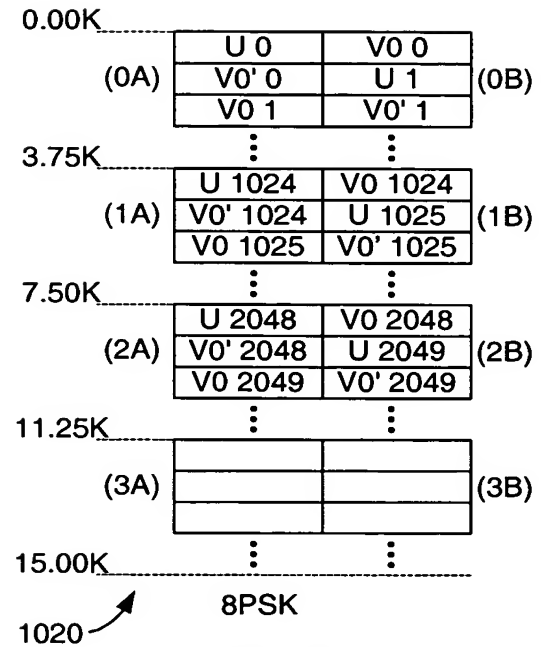 0.00K
U 0 V0 0
(0A) V0' 0 U 1 (0B)
V0 1 V0' 1
3.75K
U 1024 V0 1024
(1A) V0' 1024 U 1025 (1B)
V0 1025 V0' 1025
7.50K
U 2048 V0 2048
(2A) V0' 2048 U 2049 (2B)
V0 2049 V0' 2049
11.25K
(3A) (3B)
15.00K
8PSK
1020